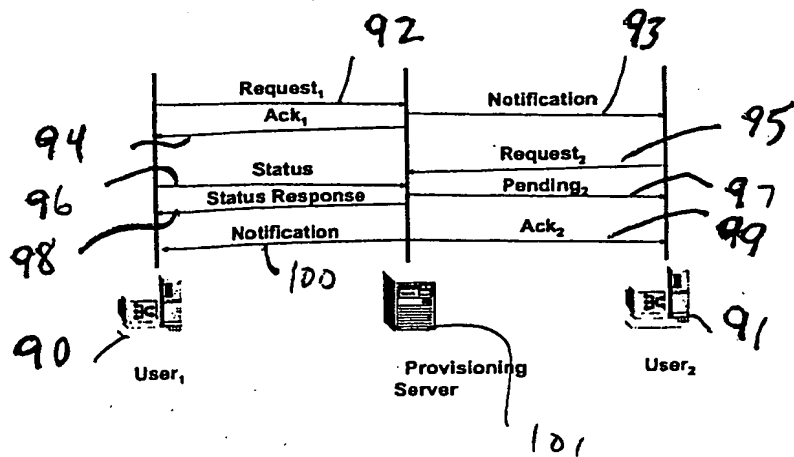 92 93
Request₁
Notification
Ack₁
94 95
Request₂
Status
Pending₂
96 97
Status Response
99
98 Notification Ack₂
100
90 91
User₁ Provisioning Server User₂
101